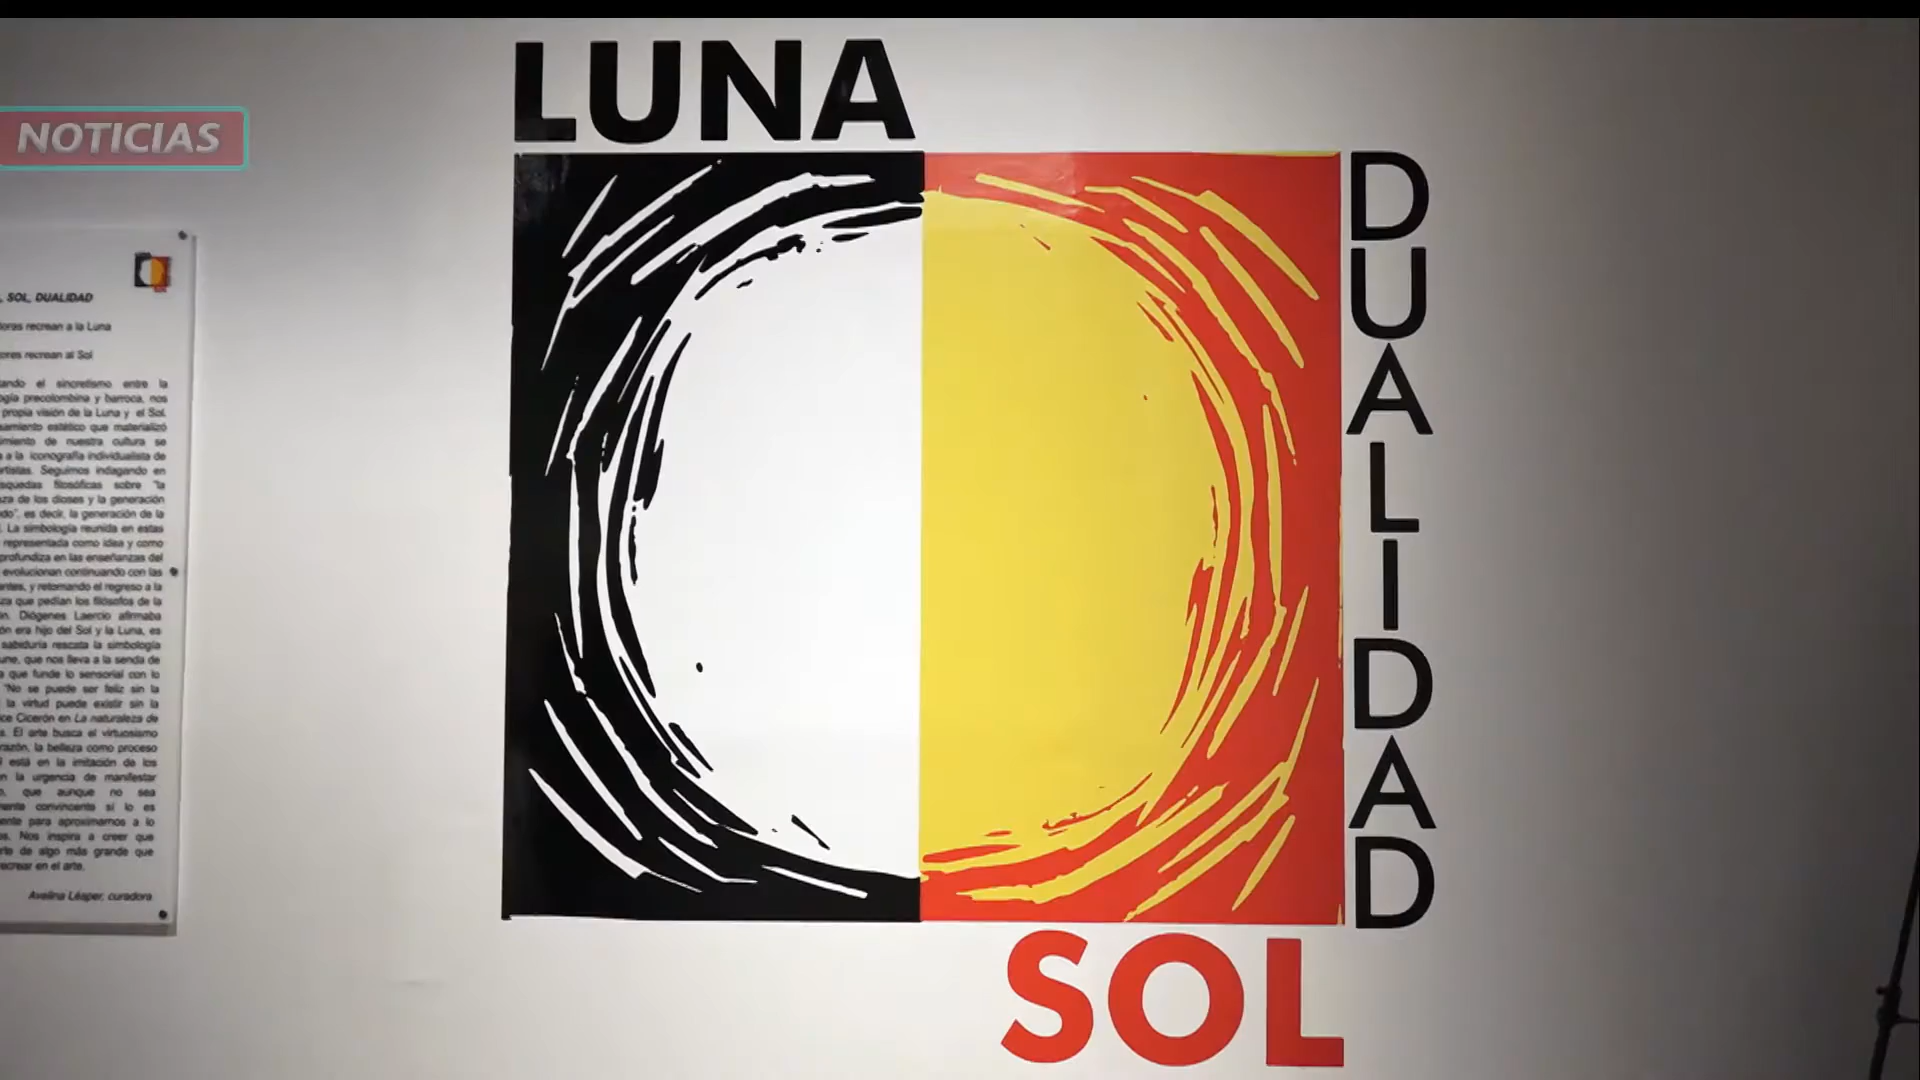 LUNA
NOTICIAS
DUALIDAD
SOL
, SOL, DUALIDAD
recrean a la Luna
recrean al Sol
el sincretismo entre la
precolombina y barroca, nos
propia visión de la Luna y el Sol.
estético que materializó
de nuestra cultura se
a la iconografía individualista de
Seguimos indagando en
filosóficas sobre "la
de los dioses y la generación
es decir, la generación de la
La simbología reunida en estas
representada como idea y como
profundiza en las enseñanzas del
evolucionan continuando con las
y retomando el regreso a la
que pedían los filósofos de la
Diógenes Laercio afirmaba
era hijo del Sol y la Luna, es
sabiduría rescata la simbología
que nos lleva a la senda de
que funde lo sensorial con lo
"No se puede ser feliz sin la
la virtud puede existir sin la
Cicerón en La naturaleza de
El arte busca el virtuosismo
la belleza como proceso
está en la imitación de los
la urgencia de manifestar
que aunque no sea
convincente sí lo es
para aproximarnos a lo
Nos inspira a creer que
de algo más grande que
en el arte.
Avelina Lésper, curadora